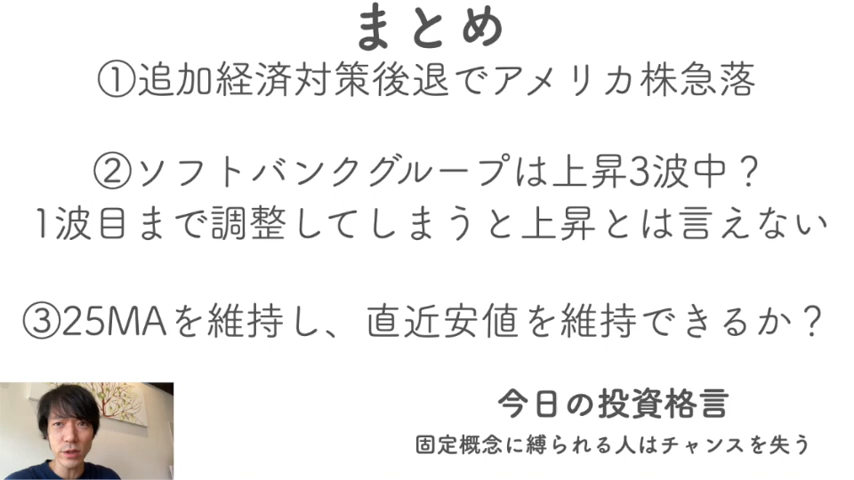 まとめ
①追加経済対策後退でアメリカ株急落
②ソフトバンクグループは上昇3波中？
1波目まで調整してしまうと上昇とは言えない
③25MAを維持し、直近安値を維持できるか？
今日の投資格言
固定概念に縛られる人はチャンスを失う